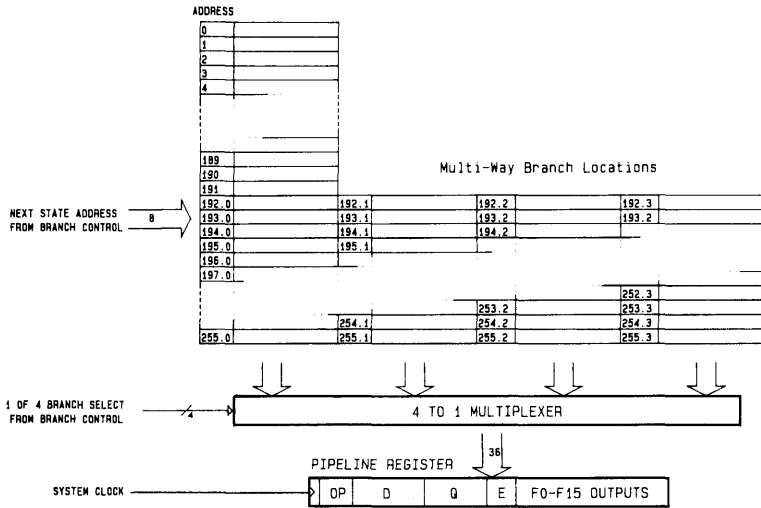 ADDRESS
0
1
2
3
4
189
190
191
Multi-Way Branch Locations
192.0 192.1 192.2 192.3
193.0 193.1 193.2 193.2
194.0 194.1 194.2
195.0 195.1
196.0
197.0
252.3
253.2 253.3
254.1 254.2 254.3
255.0 255.1 255.2 255.3
NEXT STATE ADDRESS
FROM BRANCH CONTROL
8
1 OF 4 BRANCH SELECT
FROM BRANCH CONTROL
4
4 TO 1 MULTIPLEXER
36
PIPELINE REGISTER
SYSTEM CLOCK
OP D Q E F0-F15 OUTPUTS